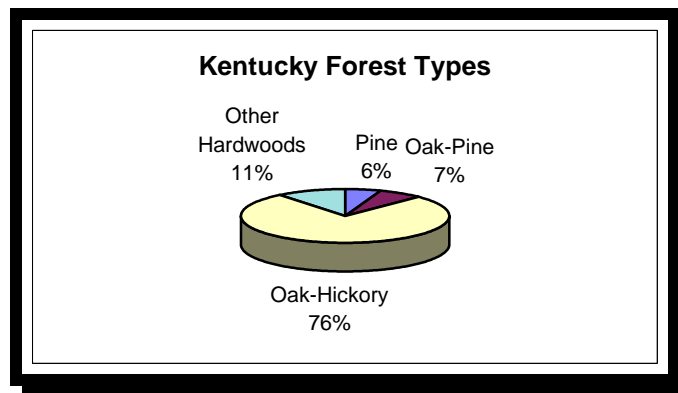 Kentucky Forest Types
Other
Hardwoods
11%
Pine
6%
Oak-Pine
7%
Oak-Hickory
76%